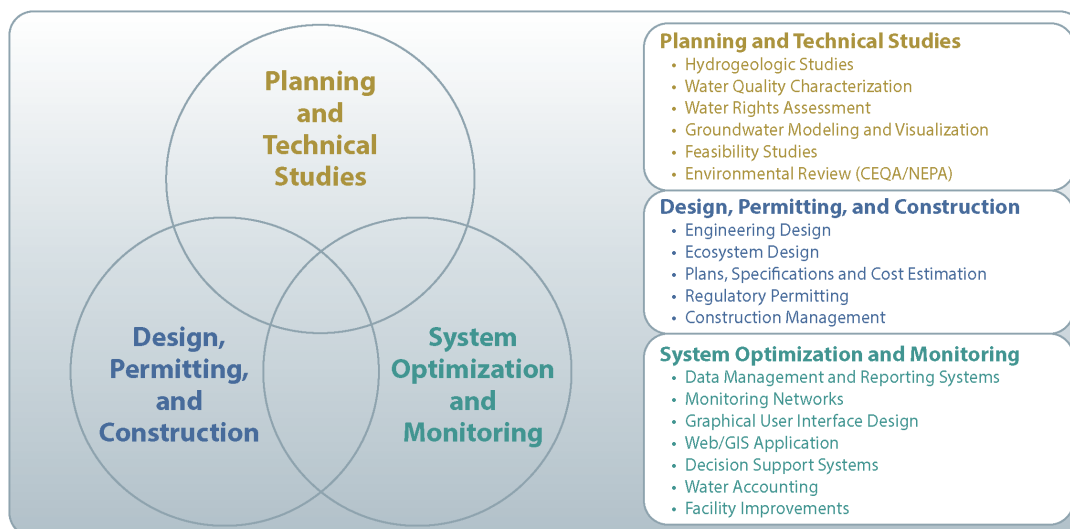 Planning
and
Technical
Studies
Design,
Permitting,
and
Construction
System
Optimization
and
Monitoring
Planning and Technical Studies
• Hydrogeologic Studies
• Water Quality Characterization
• Water Rights Assessment
• Groundwater Modeling and Visualization
• Feasibility Studies
• Environmental Review (CEQA/NEPA)
Design, Permitting, and Construction
• Engineering Design
• Ecosystem Design
• Plans, Specifications and Cost Estimation
• Regulatory Permitting
• Construction Management
System Optimization and Monitoring
• Data Management and Reporting Systems
• Monitoring Networks
• Graphical User Interface Design
• Web/GIS Application
• Decision Support Systems
• Water Accounting
• Facility Improvements